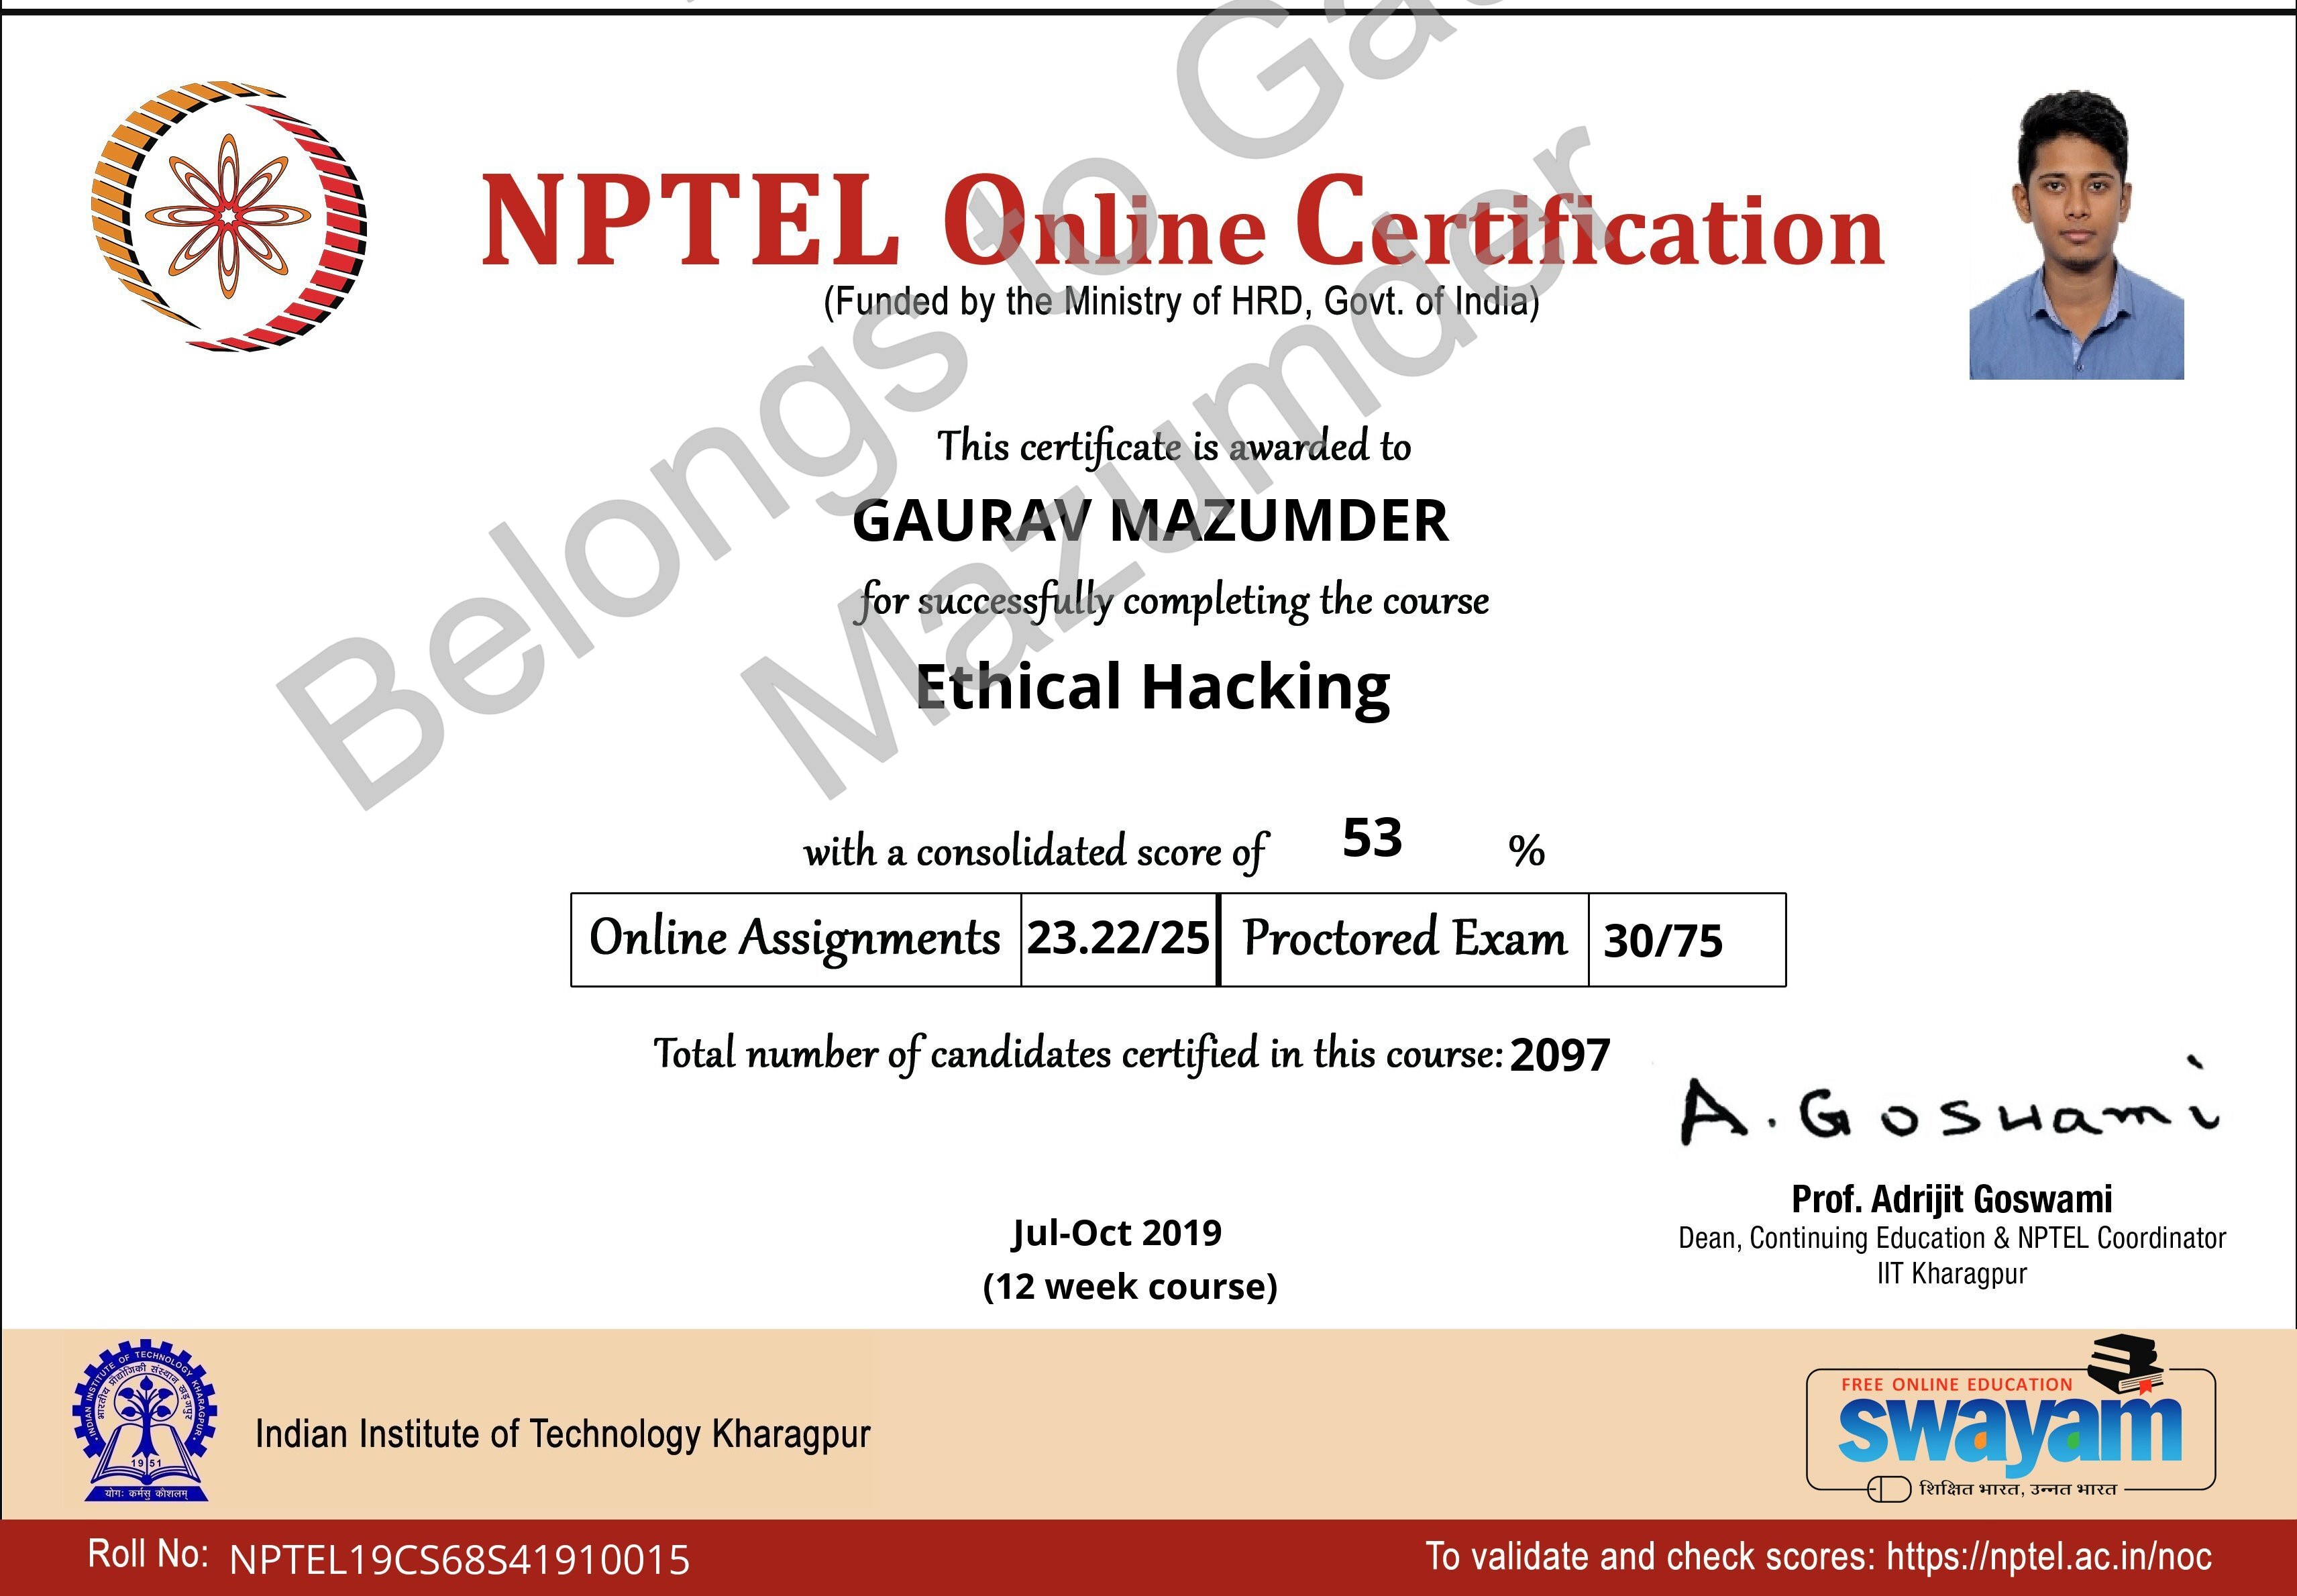 NPTEL Online Certification
(Funded by the Ministry of HRD, Govt. of India)
Belongs to Ga
Mazumder
This certificate is awarded to
GAURAV MAZUMDER
for successfully completing the course
Ethical Hacking
with a consolidated score of 53 %
Online Assignments 23.22/25 Proctored Exam 30/75
Total number of candidates certified in this course: 2097
A. Goswami
Prof. Adrijit Goswami
Dean, Continuing Education & NPTEL Coordinator
IIT Kharagpur
Jul-Oct 2019
(12 week course)
INDIAN INSTITUTE OF TECHNOLOGY KHARAGPUR
भारतीय प्रौद्योगिकी संस्थान खड़गपुर
1951
योगः कर्मसु कौशलम्
Indian Institute of Technology Kharagpur
FREE ONLINE EDUCATION
swayam
शिक्षित भारत, उन्नत भारत
Roll No: NPTEL19CS68S41910015
To validate and check scores: https://nptel.ac.in/noc